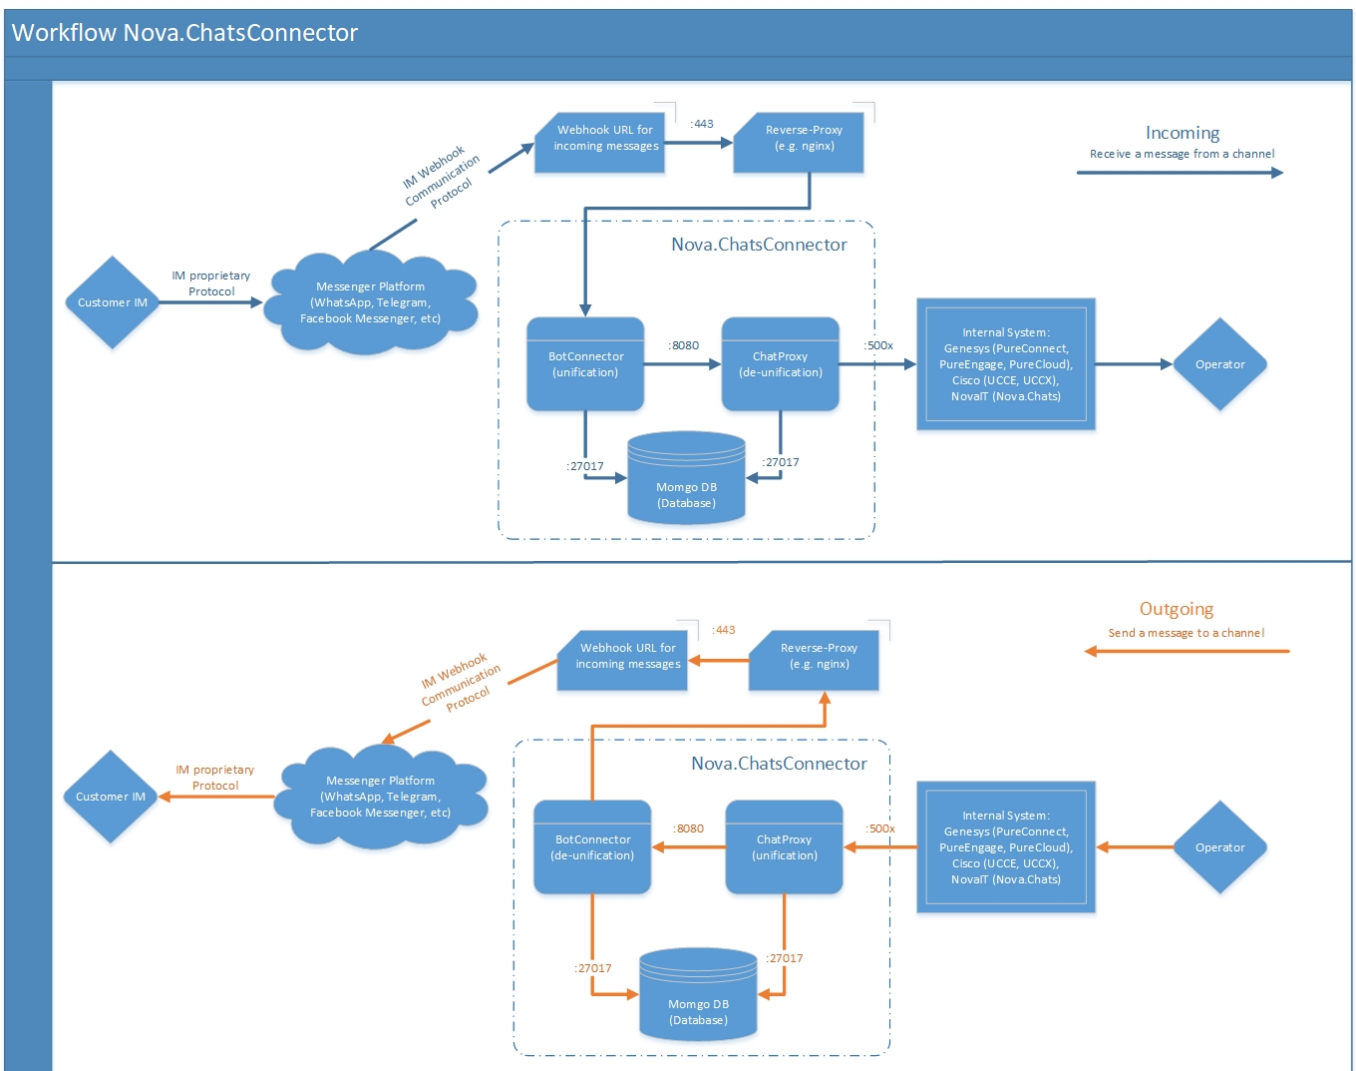 Workflow Nova.ChatsConnector
Webhook URL for
incoming messages
:443
Reverse-Proxy
(e.g. nginx)
Incoming
Receive a message from a channel
IM Webhook
Communication
Protocol
Nova.ChatsConnector
Customer IM
IM proprietary
Protocol
Messenger Platform
(WhatsApp, Telegram,
Facebook Messenger, etc)
BotConnector
(unification)
:8080
ChatProxy
(de-unification)
:500x
Internal System:
Genesys (PureConnect,
PureEngage, PureCloud),
Cisco (UCCE, UCCX),
NovaIT (Nova.Chats)
Operator
:27017
:27017
Momgo DB
(Database)
Outgoing
Send a message to a channel
Webhook URL for
incoming messages
:443
Reverse-Proxy
(e.g. nginx)
IM Webhook
Communication
Protocol
Nova.ChatsConnector
Customer IM
IM proprietary
Protocol
Messenger Platform
(WhatsApp, Telegram,
Facebook Messenger, etc)
BotConnector
(de-unification)
:8080
ChatProxy
(unification)
:500x
Internal System:
Genesys (PureConnect,
PureEngage, PureCloud),
Cisco (UCCE, UCCX),
NovaIT (Nova.Chats)
Operator
:27017
:27017
Momgo DB
(Database)